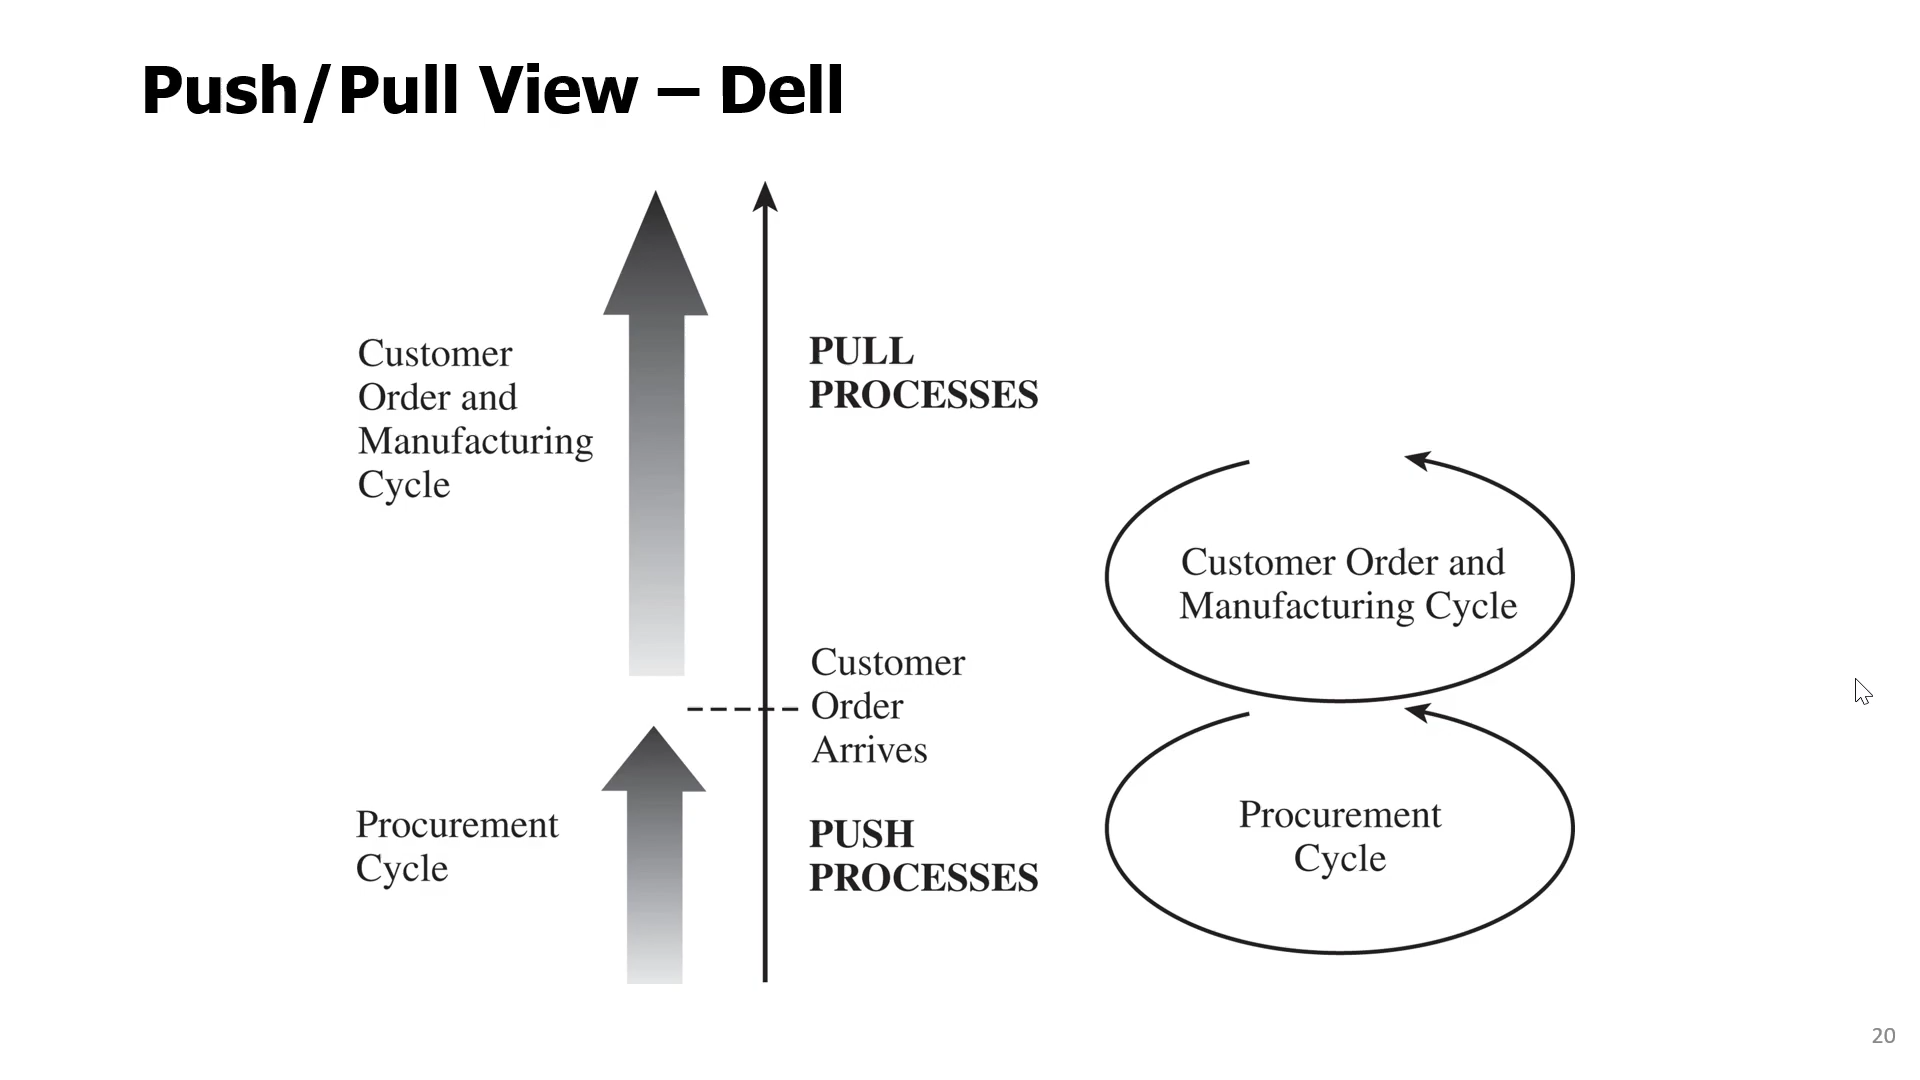 Push/Pull View – Dell
Customer
Order and
Manufacturing
Cycle
PULL
PROCESSES
Customer
Order
Arrives
Procurement
Cycle
PUSH
PROCESSES
Customer Order and
Manufacturing Cycle
Procurement
Cycle
20